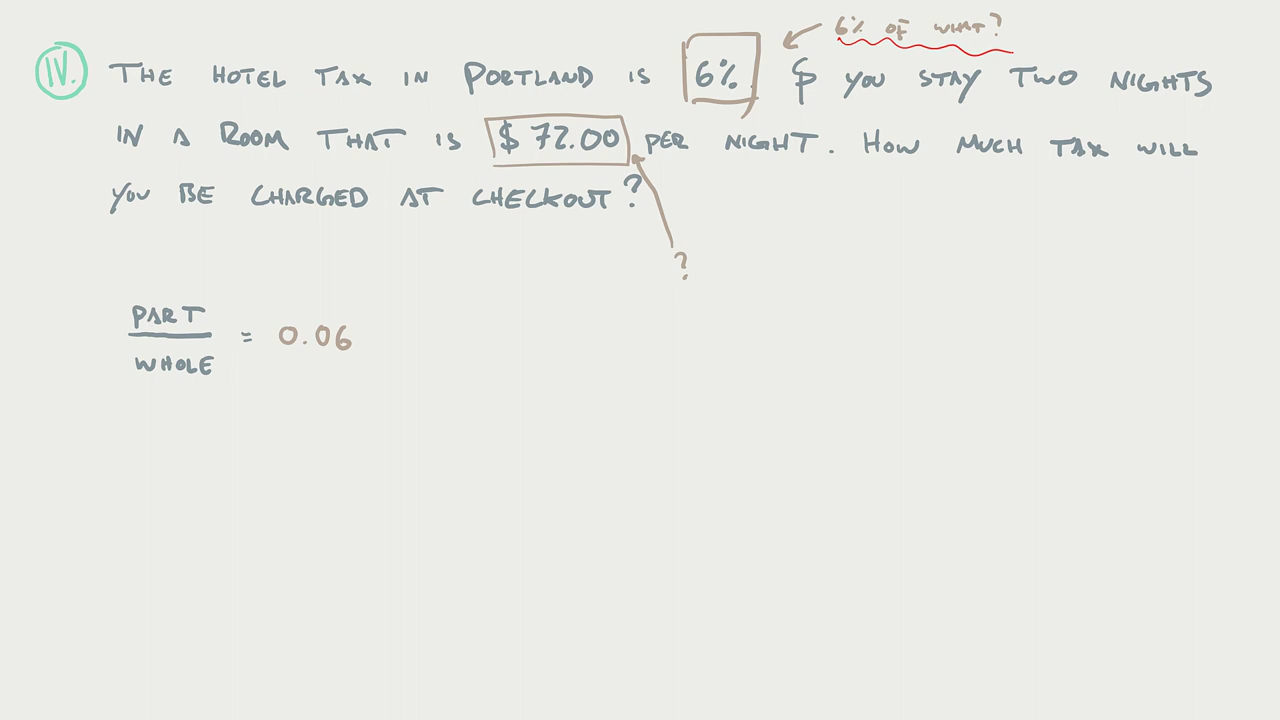 6% OF WHAT?
IV. THE HOTEL TAX IN PORTLAND IS 6% & YOU STAY TWO NIGHTS
IN A ROOM THAT IS $72.00 PER NIGHT. HOW MUCH TAX WILL
YOU BE CHARGED AT CHECKOUT?
?
PART
= 0.06
WHOLE